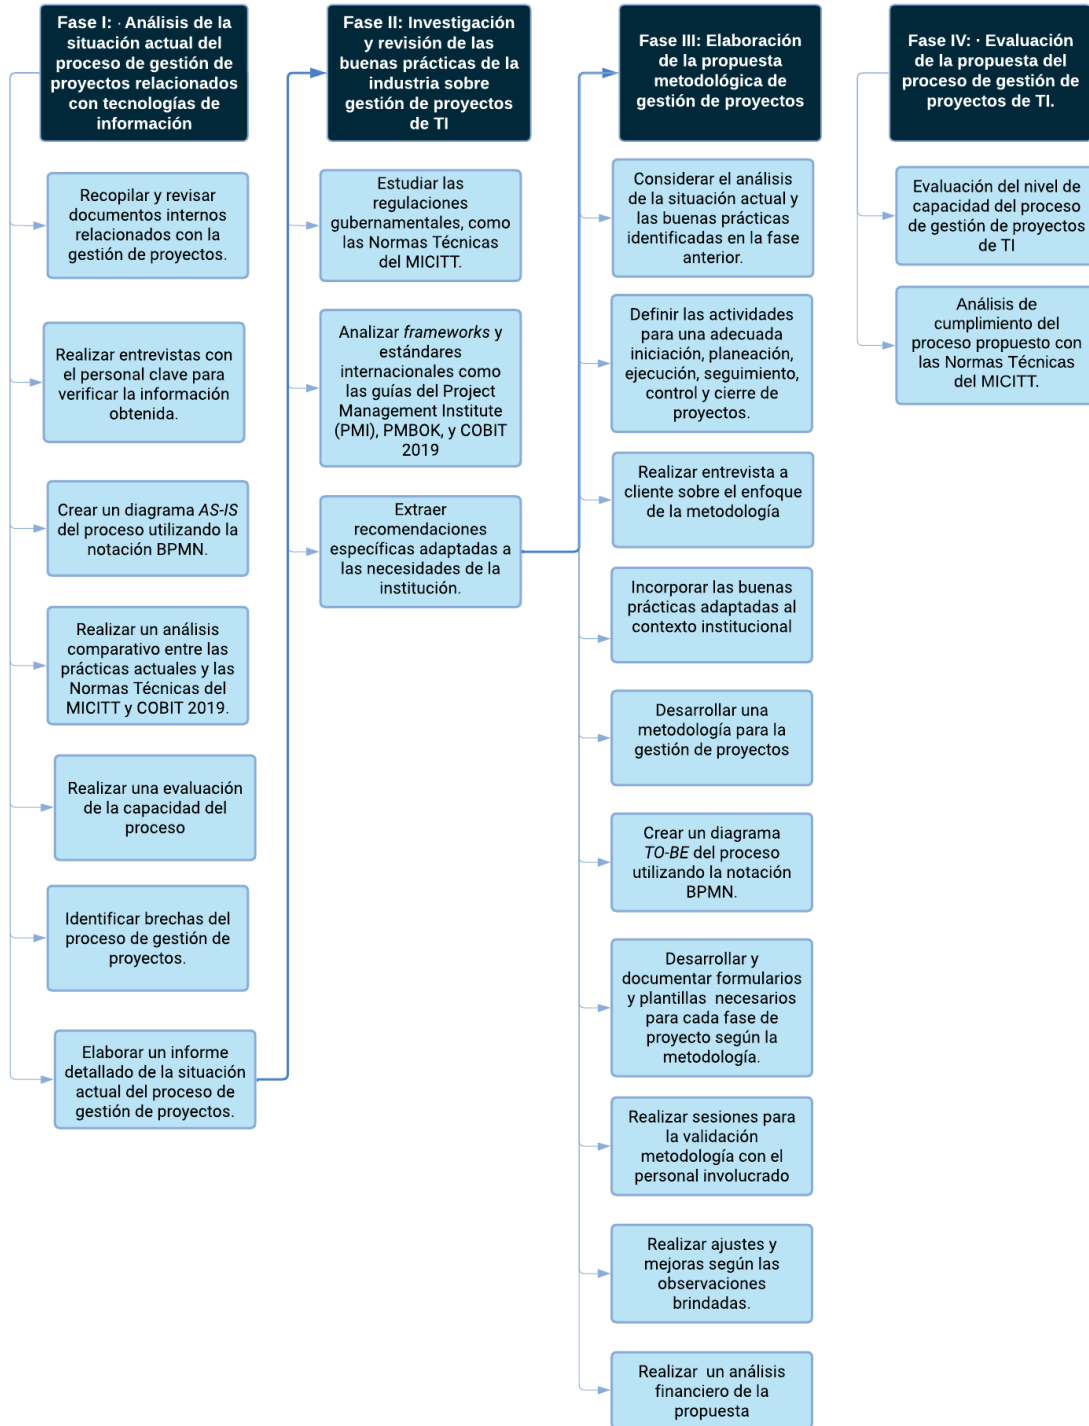 Fase I: · Análisis de la
situación actual del
proceso de gestión de
proyectos relacionados
con tecnologías de
información
Recopilar y revisar
documentos internos
relacionados con la
gestión de proyectos.
Realizar entrevistas con
el personal clave para
verificar la información
obtenida.
Crear un diagrama AS-IS
del proceso utilizando la
notación BPMN.
Realizar un análisis
comparativo entre las
prácticas actuales y las
Normas Técnicas del
MICITT y COBIT 2019.
Realizar una evaluación
de la capacidad del
proceso
Identificar brechas del
proceso de gestión de
proyectos.
Elaborar un informe
detallado de la situación
actual del proceso de
gestión de proyectos.
Fase II: Investigación
y revisión de las
buenas prácticas de la
industria sobre
gestión de proyectos
de TI
Estudiar las
regulaciones
gubernamentales, como
las Normas Técnicas
del MICITT.
Analizar frameworks y
estándares
internacionales como
las guías del Project
Management Institute
(PMI), PMBOK, y COBIT
2019
Extraer
recomendaciones
específicas adaptadas a
las necesidades de la
institución.
Fase III: Elaboración
de la propuesta
metodológica de
gestión de proyectos
Considerar el análisis
de la situación actual y
las buenas prácticas
identificadas en la fase
anterior.
Definir las actividades
para una adecuada
iniciación, planeación,
ejecución, seguimiento,
control y cierre de
proyectos.
Realizar entrevista a
cliente sobre el enfoque
de la metodología
Incorporar las buenas
prácticas adaptadas al
contexto institucional
Desarrollar una
metodología para la
gestión de proyectos
Crear un diagrama
TO-BE del proceso
utilizando la notación
BPMN.
Desarrollar y
documentar formularios
y plantillas necesarios
para cada fase de
proyecto según la
metodología.
Realizar sesiones para
la validación
metodología con el
personal involucrado
Realizar ajustes y
mejoras según las
observaciones
brindadas.
Realizar un análisis
financiero de la
propuesta
Fase IV: · Evaluación
de la propuesta del
proceso de gestión de
proyectos de TI.
Evaluación del nivel de
capacidad del proceso
de gestión de proyectos
de TI
Análisis de
cumplimiento del
proceso propuesto con
las Normas Técnicas
del MICITT.